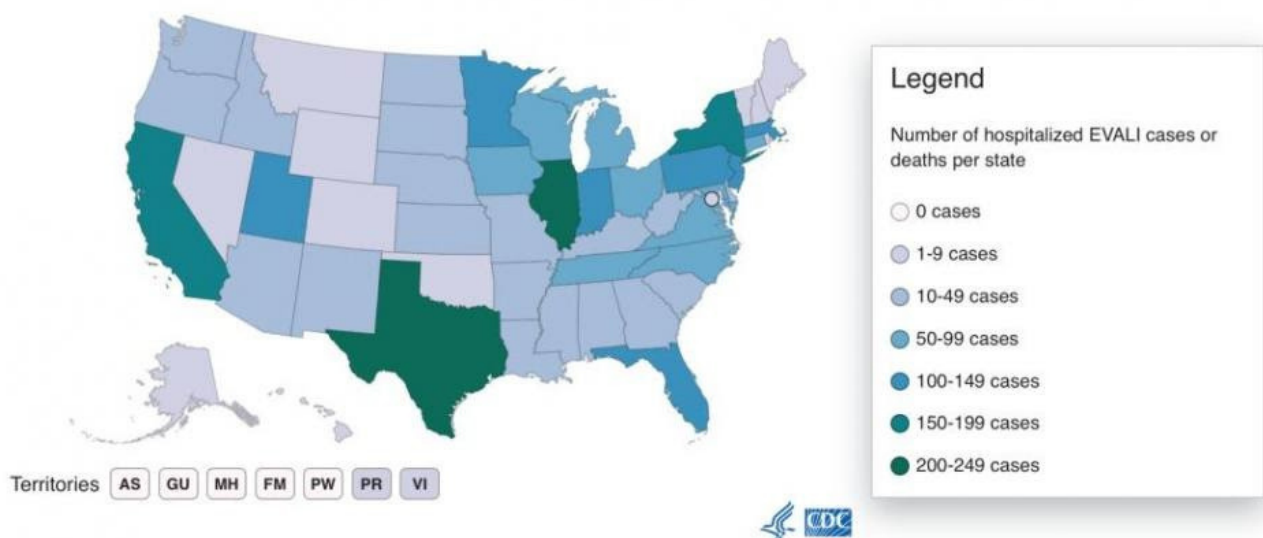 Legend
Number of hospitalized EVALI cases or
deaths per state
0 cases
1-9 cases
10-49 cases
50-99 cases
100-149 cases
150-199 cases
200-249 cases
Territories AS GU MH FM PW PR VI
CDC